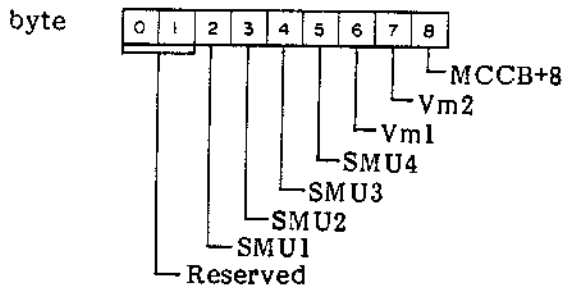 byte 0 1 2 3 4 5 6 7 8
MCCB+8
Vm2
Vm1
SMU4
SMU3
SMU2
SMU1
Reserved